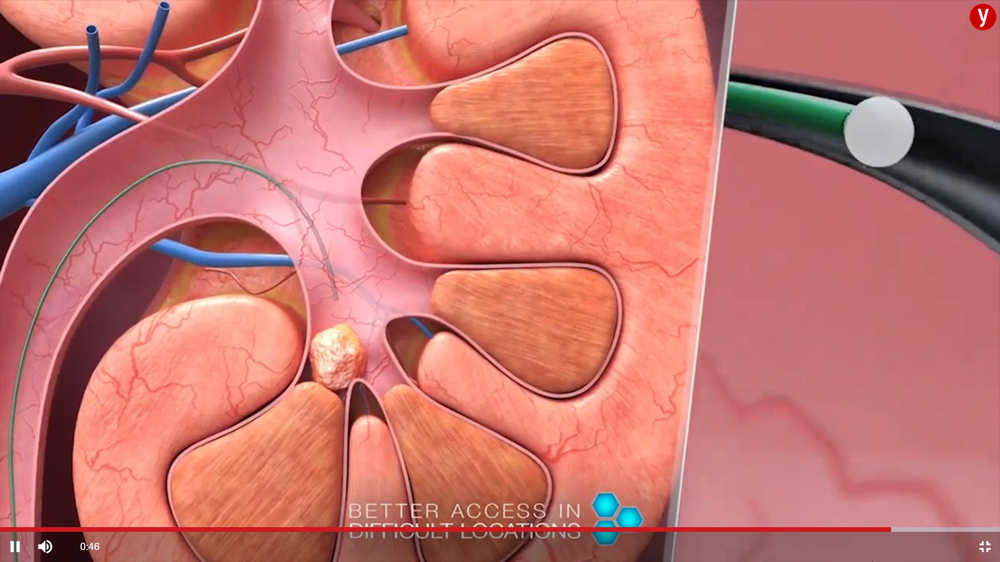 y
BETTER ACCESS IN
DIFFICULT LOCATIONS
0:46